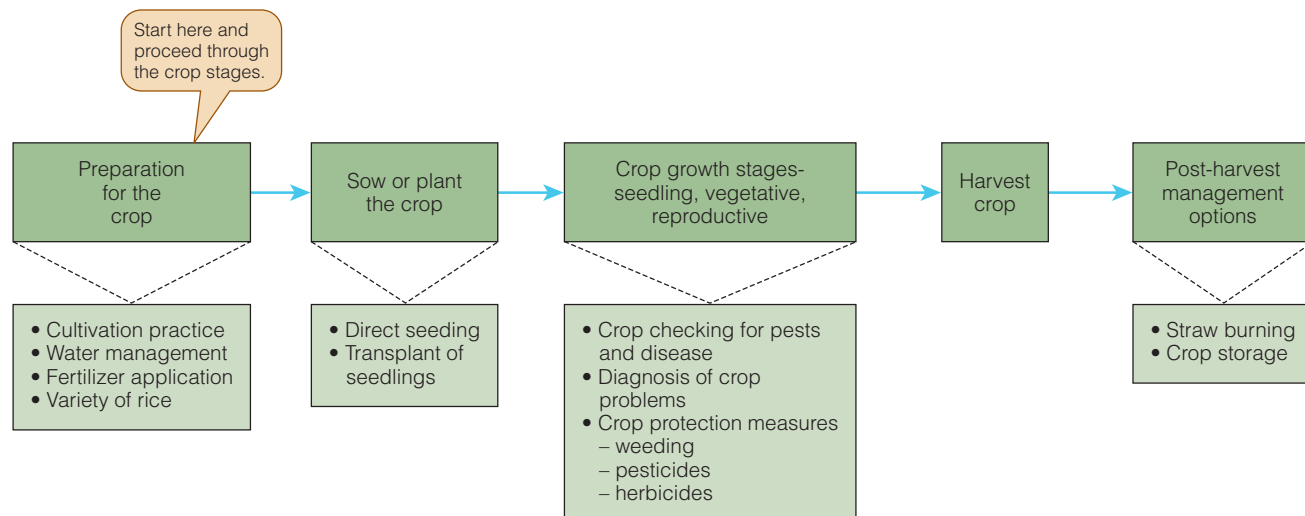 Start here and
proceed through
the crop stages.
Preparation
for the
crop
Sow or plant
the crop
Crop growth stages-
seedling, vegetative,
reproductive
Harvest
crop
Post-harvest
management
options
• Cultivation practice
• Water management
• Fertilizer application
• Variety of rice
• Direct seeding
• Transplant of
seedlings
• Crop checking for pests
and disease
• Diagnosis of crop
problems
• Crop protection measures
– weeding
– pesticides
– herbicides
• Straw burning
• Crop storage